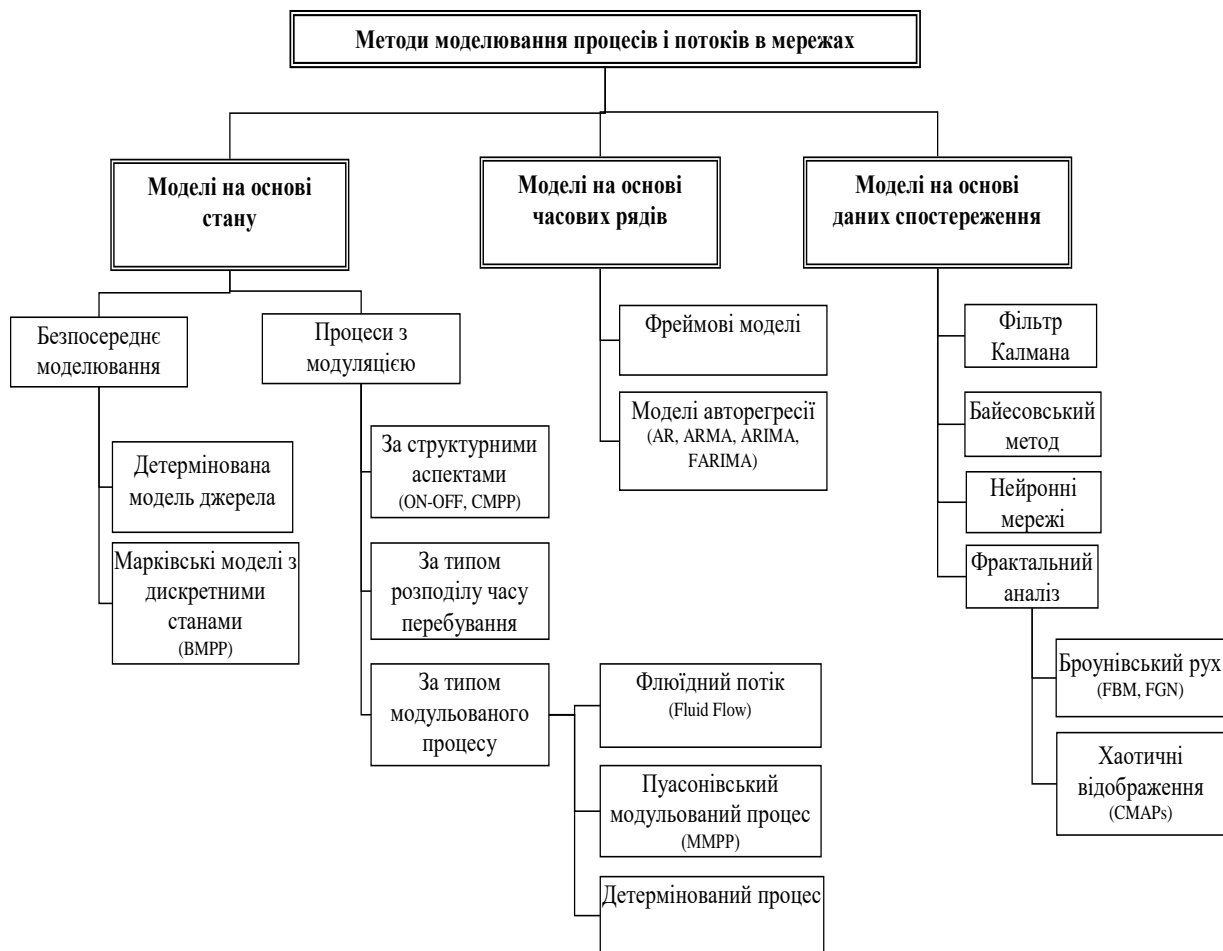 Методи моделювання процесів і потоків в мережах
Моделі на основі
стану
Моделі на основі
часових рядів
Моделі на основі
даних спостереження
Безпосереднє
моделювання
Процеси з
модуляцією
Фреймові моделі
Фільтр
Калмана
Детермінована
модель джерела
За структурними
аспектами
(ON-OFF, CMPP)
Моделі авторегресії
(AR, ARMA, ARIMA,
FARIMA)
Байесовський
метод
Нейронні
мережі
Марківські моделі з
дискретними
станами
(BMPP)
За типом
розподілу часу
перебування
Фрактальний
аналіз
За типом
модульованого
процесу
Флюїдний потік
(Fluid Flow)
Броунівський рух
(FBM, FGN)
Пуасонівський
модульований процес
(MMPP)
Хаотичні
відображення
(CMAPs)
Детермінований процес